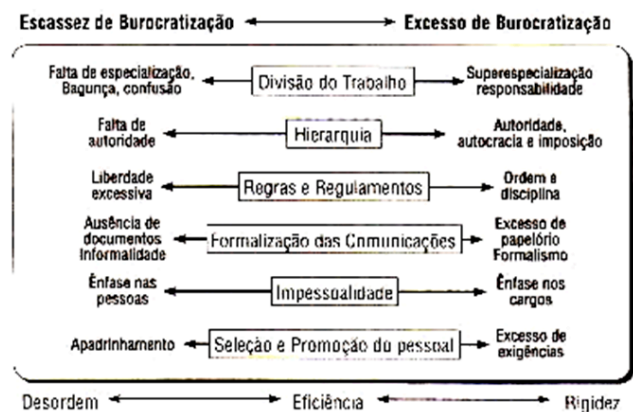 Escassez de Burocratização Excesso de Burocratização
Falta de especialização,
Bagunça, confusão
Divisão do Trabalho
Superespecialização
responsabilidade
Falta de
autoridade
Hierarquia
Autoridade,
autocracia e imposição
Liberdade
excessiva
Regras e Regulamentos
Ordem e
disciplina
Ausência de
documentos
Informalidade
Formalização das Comunicações
Excesso de
papelório
Formalismo
Ênfase nas
pessoas
Impessoalidade
Ênfase nos
cargos
Apadrinhamento
Seleção e Promoção do pessoal
Excesso de
exigências
Desordem Eficiência Rigidez